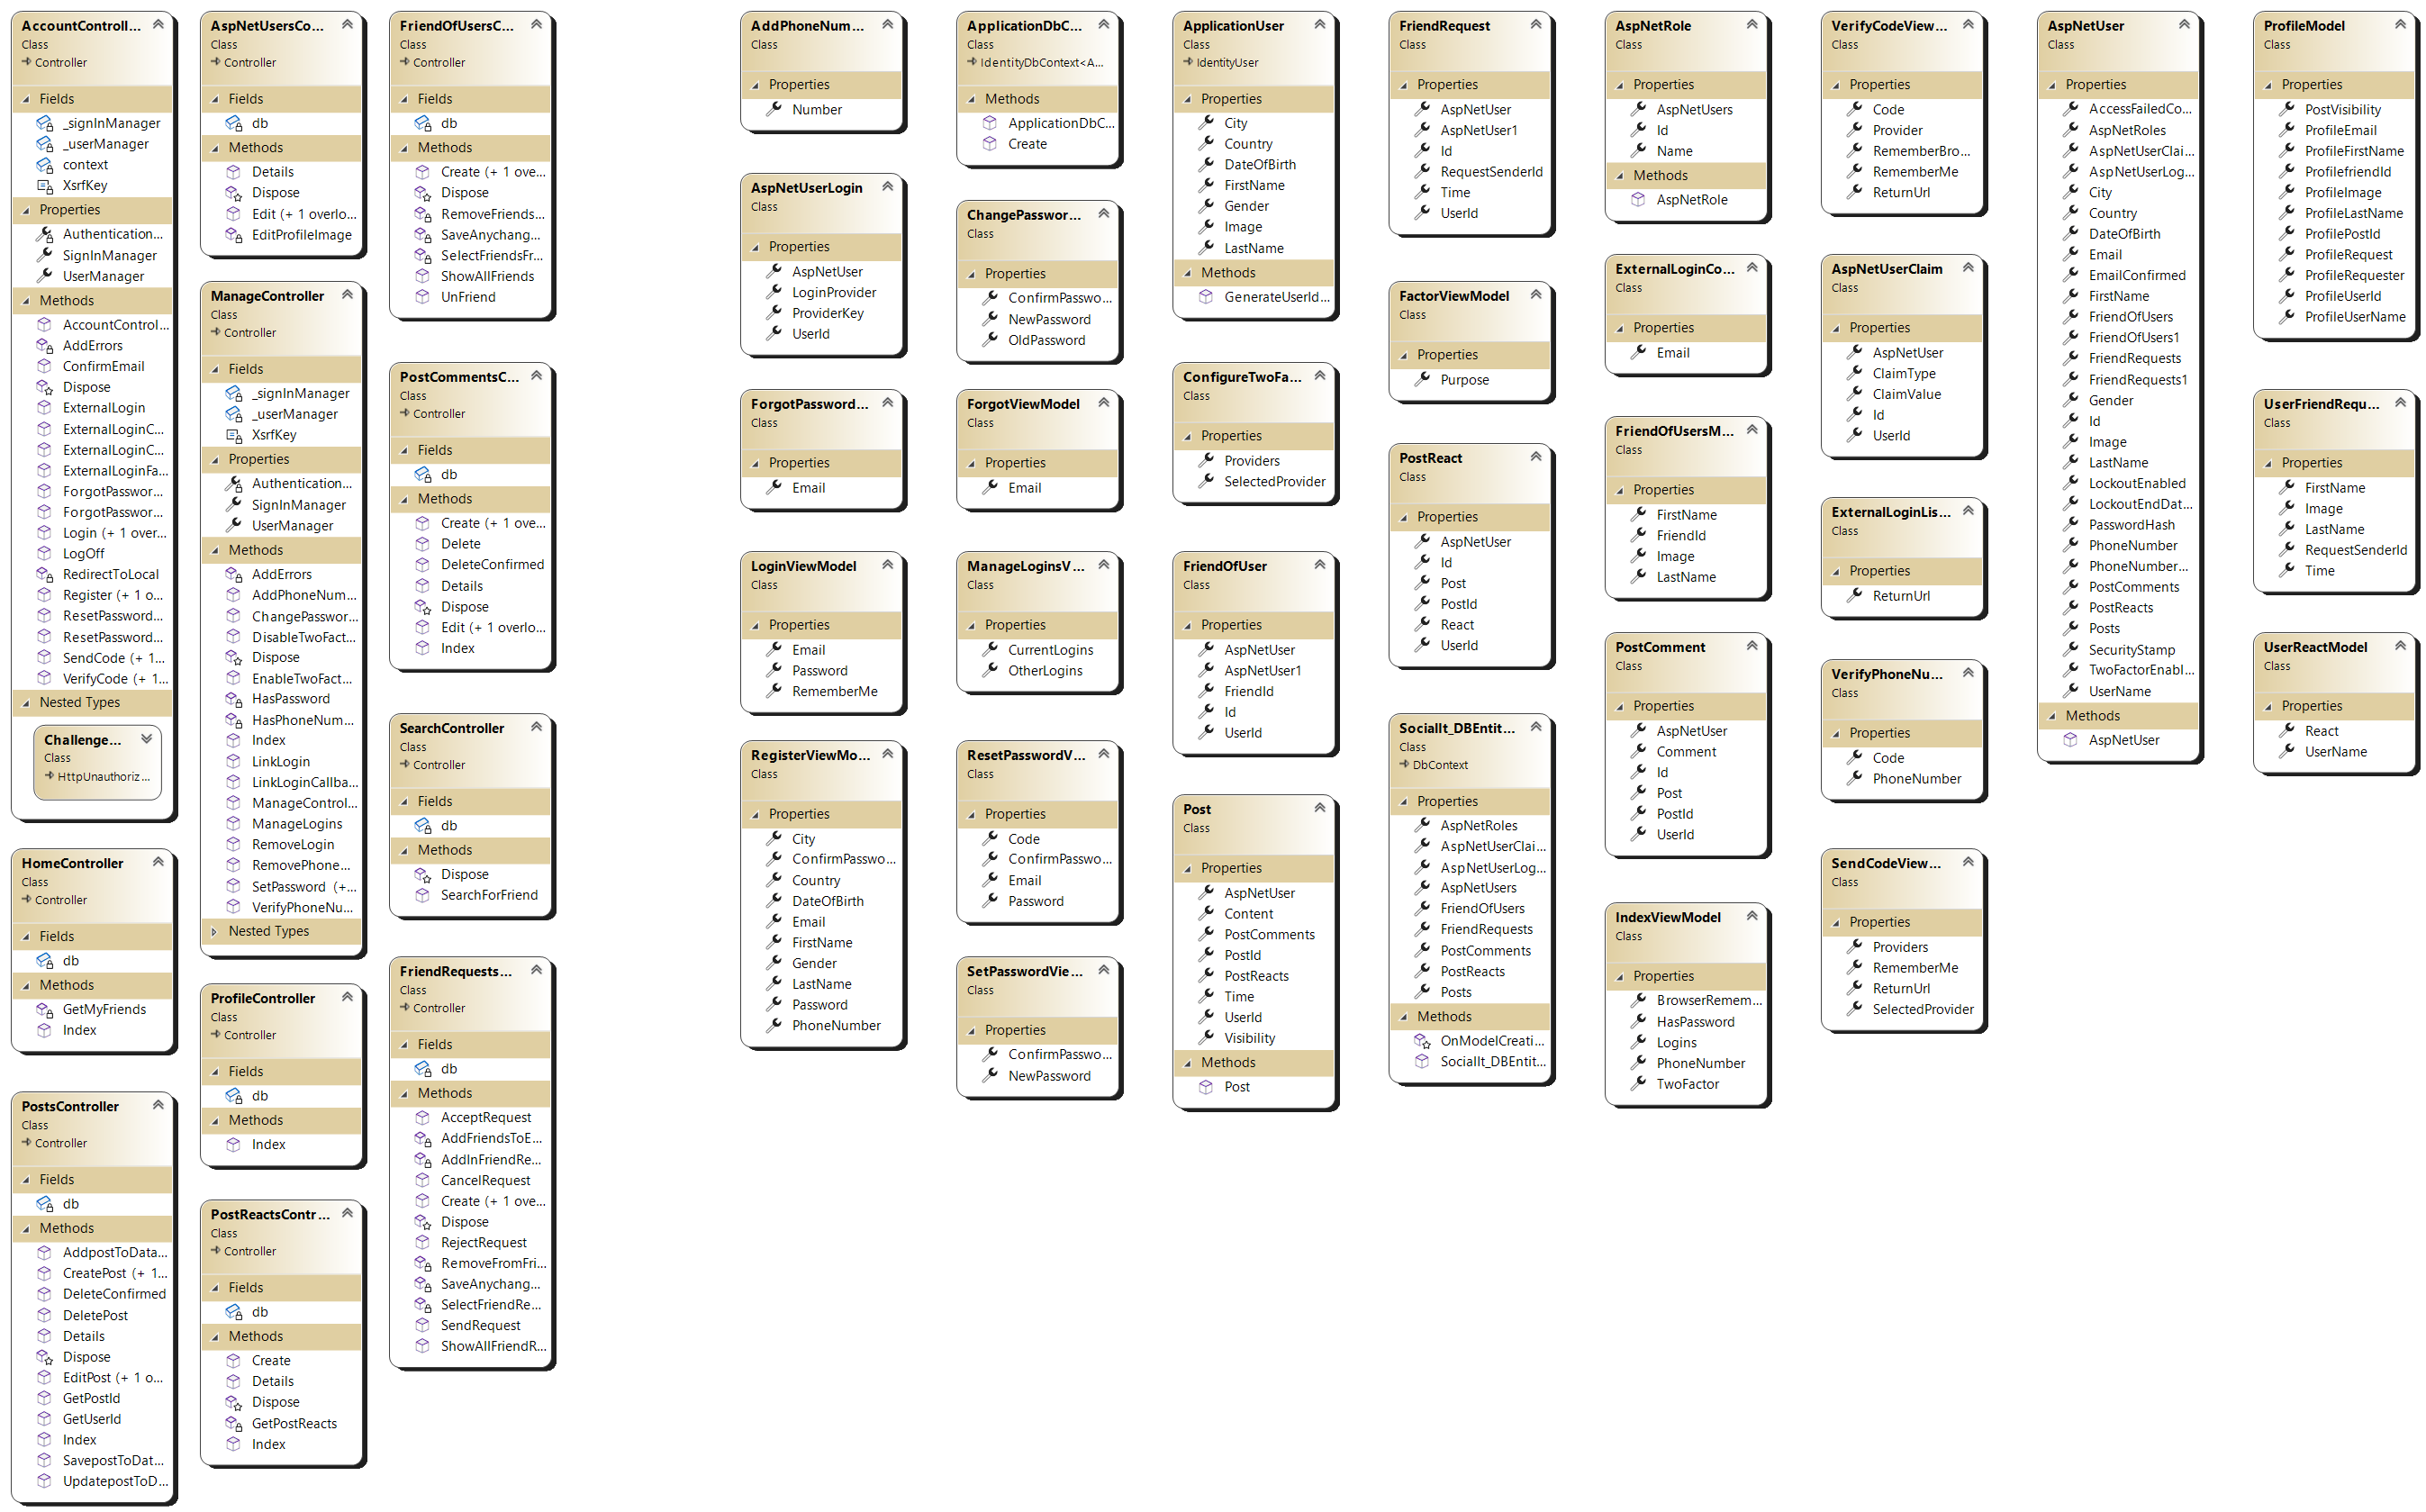 AccountControll...
Class
Controller
Fields
_signInManager
_userManager
context
XsrfKey
Properties
Authentication...
SignInManager
UserManager
Methods
AccountControl...
AddErrors
ConfirmEmail
Dispose
ExternalLogin
ExternalLoginC...
ExternalLoginC...
ExternalLoginFa...
ForgotPasswor...
ForgotPasswor...
Login (+ 1 over...
LogOff
RedirectToLocal
Register (+ 1 o...
ResetPassword...
ResetPassword...
SendCode (+ 1...
VerifyCode (+ 1...
Nested Types
Challenge...
Class
HttpUnauthoriz...
HomeController
Class
Controller
Fields
db
Methods
GetMyFriends
Index
PostsController
Class
Controller
Fields
db
Methods
AddpostToData...
CreatePost (+ 1...
DeleteConfirmed
DeletePost
Details
Dispose
EditPost (+ 1 o...
GetPostId
GetUserId
Index
SavepostToDat...
UpdatepostToD...
AspNetUsersCo...
Class
Controller
Fields
db
Methods
Details
Dispose
Edit (+ 1 overlo...
EditProfileImage
ManageController
Class
Controller
Fields
_signInManager
_userManager
XsrfKey
Properties
Authentication...
SignInManager
UserManager
Methods
AddErrors
AddPhoneNum...
ChangePasswor...
DisableTwoFact...
Dispose
EnableTwoFact...
HasPassword
HasPhoneNum...
Index
LinkLogin
LinkLoginCallba...
ManageControl...
ManageLogins
RemoveLogin
RemovePhone...
SetPassword (+...
VerifyPhoneNu...
Nested Types
ProfileController
Class
Controller
Fields
db
Methods
Index
PostReactsContr...
Class
Controller
Fields
db
Methods
Create
Details
Dispose
GetPostReacts
Index
FriendOfUsersC...
Class
Controller
Fields
db
Methods
Create (+ 1 ove...
Dispose
RemoveFriends...
SaveAnychang...
SelectFriendsFr...
ShowAllFriends
UnFriend
PostCommentsC...
Class
Controller
Fields
db
Methods
Create (+ 1 ove...
Delete
DeleteConfirmed
Details
Dispose
Edit (+ 1 overlo...
Index
SearchController
Class
Controller
Fields
db
Methods
Dispose
SearchForFriend
FriendRequests...
Class
Controller
Fields
db
Methods
AcceptRequest
AddFriendsToE...
AddInFriendRe...
CancelRequest
Create (+ 1 ove...
Dispose
RejectRequest
RemoveFromFri...
SaveAnychang...
SelectFriendRe...
SendRequest
ShowAllFriendR...
AddPhoneNum...
Class
Properties
Number
AspNetUserLogin
Class
Properties
AspNetUser
LoginProvider
ProviderKey
UserId
ForgotPassword...
Class
Properties
Email
LoginViewModel
Class
Properties
Email
Password
RememberMe
RegisterViewMo...
Class
Properties
City
ConfirmPasswo...
Country
DateOfBirth
Email
FirstName
Gender
LastName
Password
PhoneNumber
ApplicationDbC...
Class
IdentityDbContext<A...
Methods
ApplicationDbC...
Create
ChangePasswor...
Class
Properties
ConfirmPasswo...
NewPassword
OldPassword
ForgotViewModel
Class
Properties
Email
ManageLoginsV...
Class
Properties
CurrentLogins
OtherLogins
ResetPasswordV...
Class
Properties
Code
ConfirmPasswo...
Email
Password
SetPasswordVie...
Class
Properties
ConfirmPasswo...
NewPassword
ApplicationUser
Class
IdentityUser
Properties
City
Country
DateOfBirth
FirstName
Gender
Image
LastName
Methods
GenerateUserId...
ConfigureTwoFa...
Class
Properties
Providers
SelectedProvider
FriendOfUser
Class
Properties
AspNetUser
AspNetUser1
FriendId
Id
UserId
Post
Class
Properties
AspNetUser
Content
PostComments
PostId
PostReacts
Time
UserId
Visibility
Methods
Post
FriendRequest
Class
Properties
AspNetUser
AspNetUser1
Id
RequestSenderId
Time
UserId
FactorViewModel
Class
Properties
Purpose
PostReact
Class
Properties
AspNetUser
Id
Post
PostId
React
UserId
SocialIt_DBEntit...
Class
DbContext
Properties
AspNetRoles
AspNetUserClai...
AspNetUserLog...
AspNetUsers
FriendOfUsers
FriendRequests
PostComments
PostReacts
Posts
Methods
OnModelCreati...
SocialIt_DBEntit...
AspNetRole
Class
Properties
AspNetUsers
Id
Name
Methods
AspNetRole
ExternalLoginCo...
Class
Properties
Email
FriendOfUsersM...
Class
Properties
FirstName
FriendId
Image
LastName
PostComment
Class
Properties
AspNetUser
Comment
Id
Post
PostId
UserId
IndexViewModel
Class
Properties
BrowserRemem...
HasPassword
Logins
PhoneNumber
TwoFactor
VerifyCodeView...
Class
Properties
Code
Provider
RememberBro...
RememberMe
ReturnUrl
AspNetUserClaim
Class
Properties
AspNetUser
ClaimType
ClaimValue
Id
UserId
ExternalLoginLis...
Class
Properties
ReturnUrl
VerifyPhoneNu...
Class
Properties
Code
PhoneNumber
SendCodeView...
Class
Properties
Providers
RememberMe
ReturnUrl
SelectedProvider
AspNetUser
Class
Properties
AccessFailedCo...
AspNetRoles
AspNetUserClai...
AspNetUserLog...
City
Country
DateOfBirth
Email
EmailConfirmed
FirstName
FriendOfUsers
FriendOfUsers1
FriendRequests
FriendRequests1
Gender
Id
Image
LastName
LockoutEnabled
LockoutEndDat...
PasswordHash
PhoneNumber
PhoneNumber...
PostComments
PostReacts
Posts
SecurityStamp
TwoFactorEnabl...
UserName
Methods
AspNetUser
ProfileModel
Class
Properties
PostVisibility
ProfileEmail
ProfileFirstName
ProfilefriendId
ProfileImage
ProfileLastName
ProfilePostId
ProfileRequest
ProfileRequester
ProfileUserId
ProfileUserName
UserFriendRequ...
Class
Properties
FirstName
Image
LastName
RequestSenderId
Time
UserReactModel
Class
Properties
React
UserName